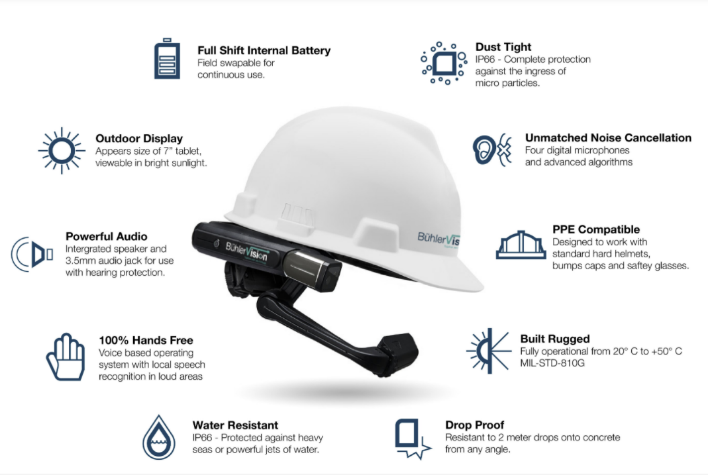 Full Shift Internal Battery
Field swapable for
continuous use.
Dust Tight
IP66 - Complete protection
against the ingress of
micro particles.
Outdoor Display
Appears size of 7" tablet,
viewable in bright sunlight.
Unmatched Noise Cancellation
Four digital microphones
and advanced algorithms
BühlerVis
BühlerVision
Powerful Audio
Intergrated speaker and
3.5mm audio jack for use
with hearing protection.
PPE Compatible
Designed to work with
standard hard helmets,
bumps caps and saftey glasses.
100% Hands Free
Voice based operating
system with local speech
recognition in loud areas
Built Rugged
Fully operational from 20° C to +50° C
MIL-STD-810G
Water Resistant
IP66 - Protected against heavy
seas or powerful jets of water.
Drop Proof
Resistant to 2 meter drops onto concrete
from any angle.